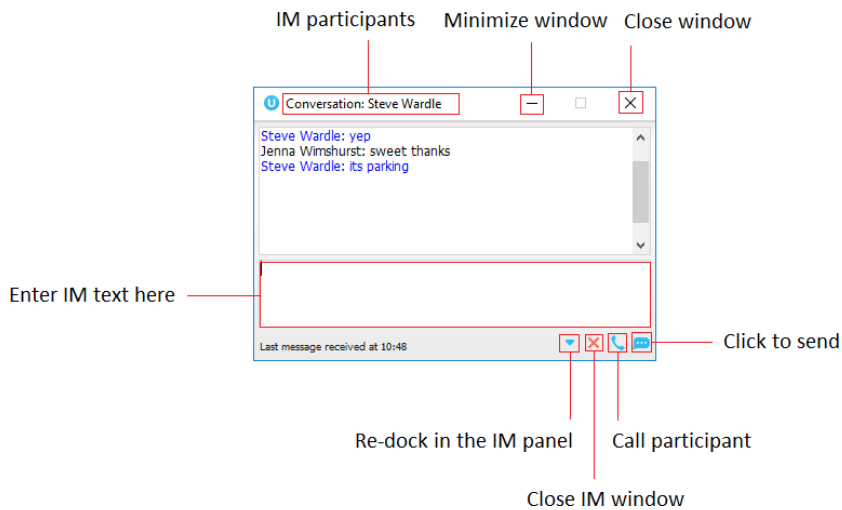 IM participants
Minimize window
Close window
U
Conversation: Steve Wardle
Steve Wardle: yep
Jenna Wimshurst: sweet thanks
Steve Wardle: its parking
Enter IM text here
Last message received at 10:48
Click to send
Re-dock in the IM panel
Call participant
Close IM window